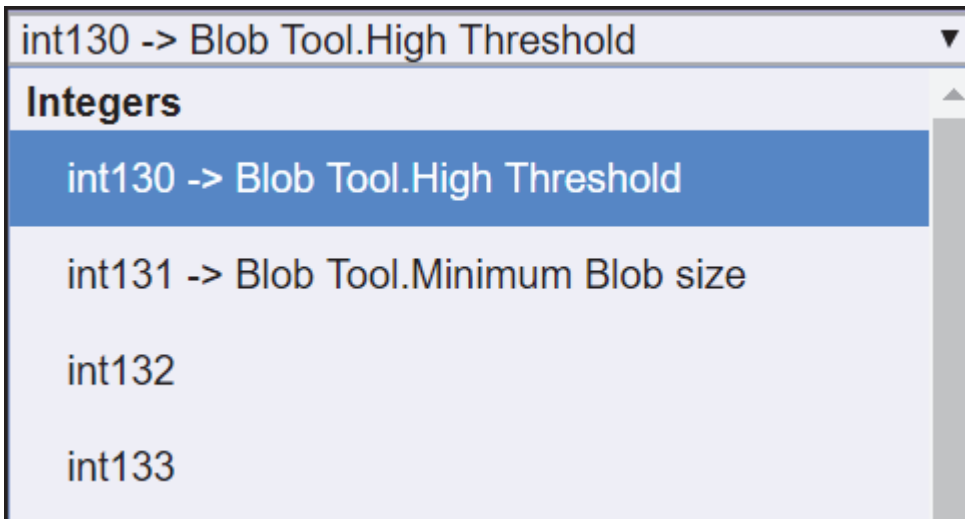 int130 -> Blob Tool.High Threshold
Integers
int130 -> Blob Tool.High Threshold
int131 -> Blob Tool.Minimum Blob size
int132
int133